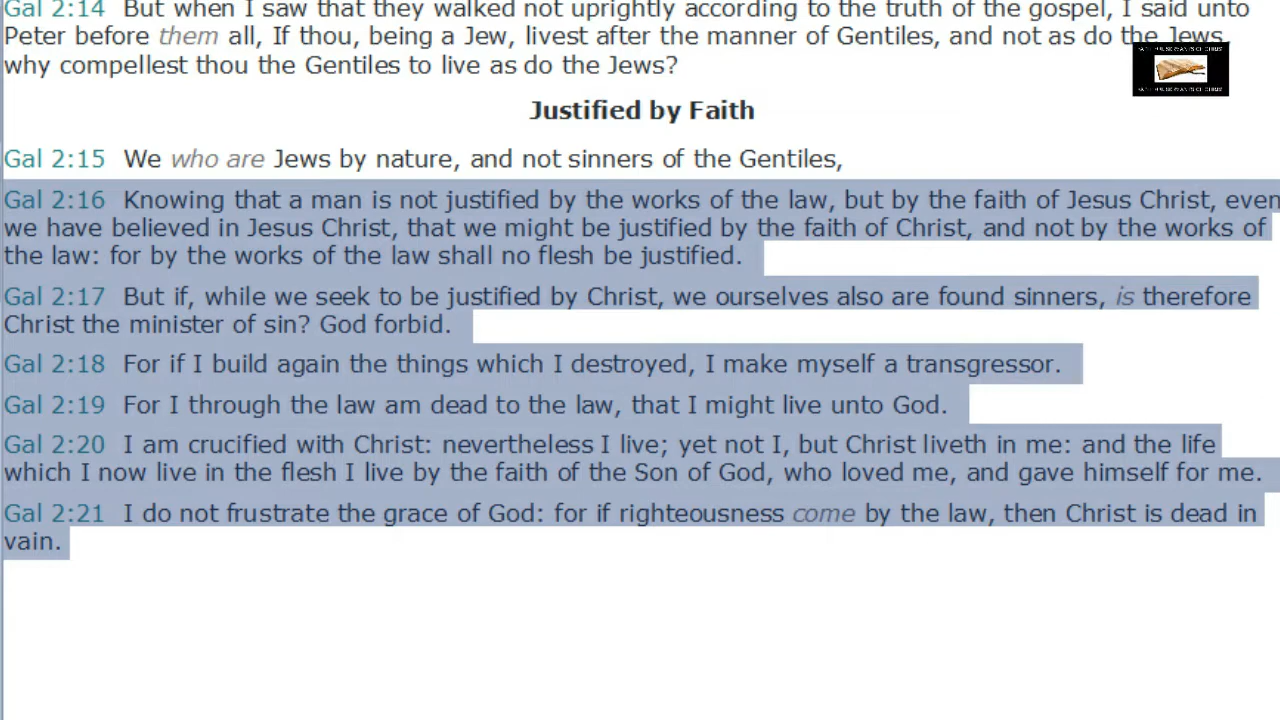 Gal 2:14 But when I saw that they walked not uprightly according to the truth of the gospel, I said unto
Peter before them all, If thou, being a Jew, livest after the manner of Gentiles, and not as do the Jews,
why compellest thou the Gentiles to live as do the Jews?
Justified by Faith
Gal 2:15 We who are Jews by nature, and not sinners of the Gentiles,
Gal 2:16 Knowing that a man is not justified by the works of the law, but by the faith of Jesus Christ, even
we have believed in Jesus Christ, that we might be justified by the faith of Christ, and not by the works of
the law: for by the works of the law shall no flesh be justified.
Gal 2:17 But if, while we seek to be justified by Christ, we ourselves also are found sinners, is therefore
Christ the minister of sin? God forbid.
Gal 2:18 For if I build again the things which I destroyed, I make myself a transgressor.
Gal 2:19 For I through the law am dead to the law, that I might live unto God.
Gal 2:20 I am crucified with Christ: nevertheless I live; yet not I, but Christ liveth in me: and the life
which I now live in the flesh I live by the faith of the Son of God, who loved me, and gave himself for me.
Gal 2:21 I do not frustrate the grace of God: for if righteousness come by the law, then Christ is dead in
vain.